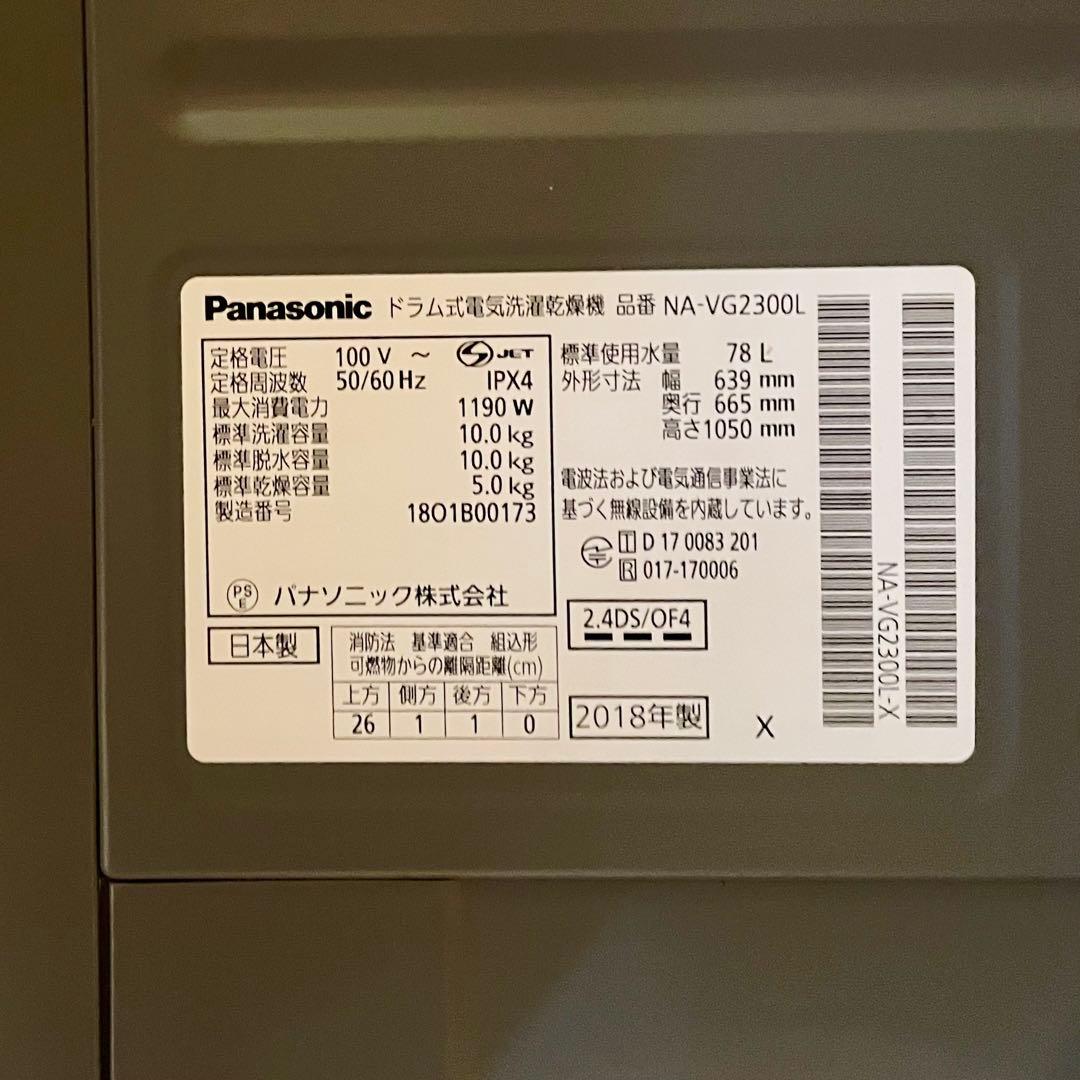 Panasonic ドラム式電気洗濯乾燥機 品番 NA-VG2300L
定格電圧 100 V ～ S JET
定格周波数 50/60 Hz IPX4
最大消費電力 1190 W
標準洗濯容量 10.0 kg
標準脱水容量 10.0 kg
標準乾燥容量 5.0 kg
製造番号 18O1B00173
PS E パナソニック株式会社
標準使用水量 78 L
外形寸法 幅 639 mm
奥行 665 mm
高さ 1050 mm
電波法および電気通信事業法に
基づく無線設備を内蔵しています。
T D 17 0083 201
R 017-170006
2.4DS/OF4
日本製
消防法 基準適合 組込形
可燃物からの離隔距離(cm)
上方 側方 後方 下方
26 1 1 0
2018年製 X
NA-VG2300L-X